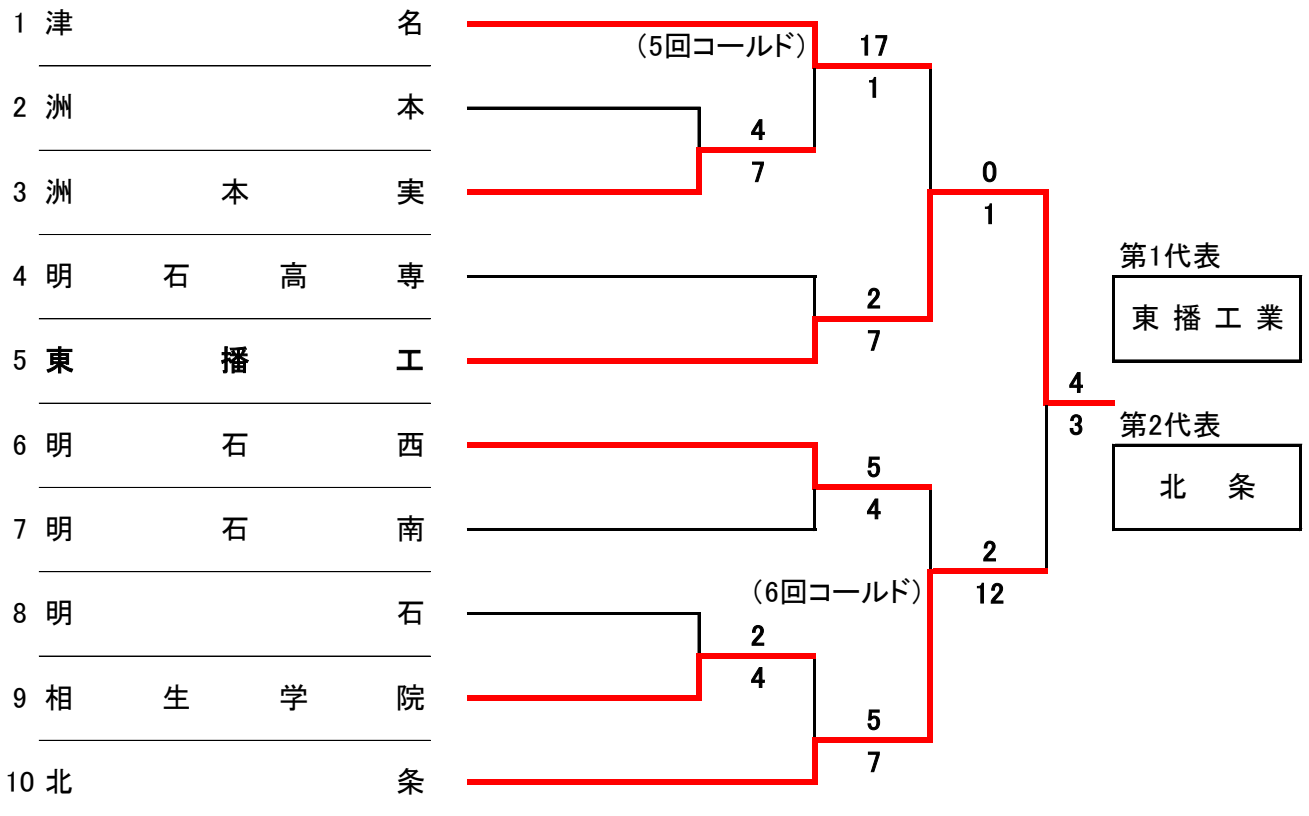 1 津 名
(5回コールド) 17
1
2 洲 本
4
7
3 洲 本 実
0
1
4 明 石 高 専
第1代表
東 播 工 業
2
7
5 東 播 工
4
3
第2代表
北 条
6 明 石 西
5
4
7 明 石 南
2
12
(6回コールド)
8 明 石
2
4
9 相 生 学 院
5
7
10 北 条